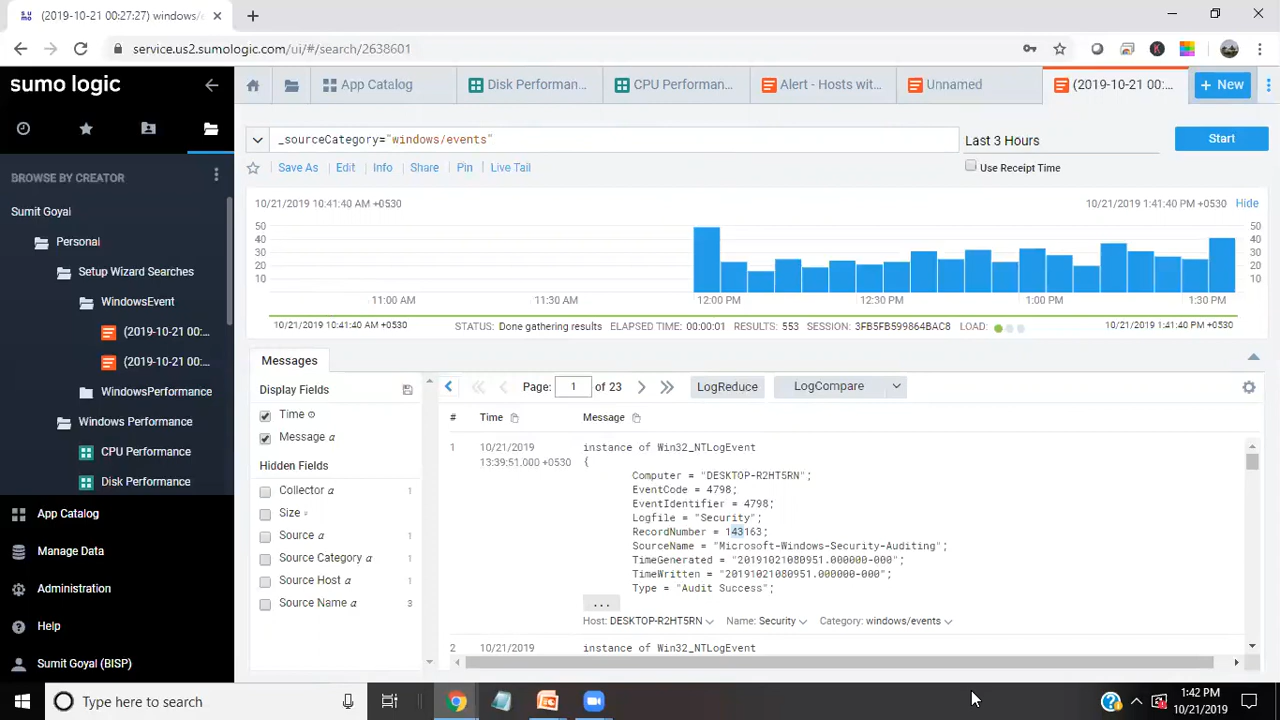 (2019-10-21 00:27:27) windows/e
service.us2.sumologic.com/ui/#/search/2638601
sumo logic
App Catalog
Disk Performan...
CPU Performan...
Alert - Hosts wit...
Unnamed
(2019-10-21 00:...
+ New
_sourceCategory="windows/events"
Last 3 Hours
Start
Save As
Edit
Info
Share
Pin
Live Tail
Use Receipt Time
BROWSE BY CREATOR
Sumit Goyal
Personal
Setup Wizard Searches
WindowsEvent
(2019-10-21 00:...
(2019-10-21 00:...
WindowsPerformance
Windows Performance
CPU Performance
Disk Performance
App Catalog
Manage Data
Administration
Help
Sumit Goyal (BISP)
10/21/2019 10:41:40 AM +0530
10/21/2019 1:41:40 PM +0530
Hide
50
40
30
20
10
50
40
30
20
10
11:00 AM
11:30 AM
12:00 PM
12:30 PM
1:00 PM
1:30 PM
10/21/2019 10:41:40 AM +0530
STATUS: Done gathering results
ELAPSED TIME: 00:00:01
RESULTS: 553
SESSION: 3FB5FB599864BAC8
LOAD:
10/21/2019 1:41:40 PM +0530
Messages
Display Fields
Time
Message α
Hidden Fields
Collector α 1
Size
Source α 1
Source Category α 1
Source Host α 1
Source Name α 3
Page: 1 of 23
LogReduce
LogCompare
# Time Message
1 10/21/2019
13:39:51.000 +0530
instance of Win32_NTLogEvent
{
Computer = "DESKTOP-R2HT5RN";
EventCode = 4798;
EventIdentifier = 4798;
Logfile = "Security";
RecordNumber = 143163;
SourceName = "Microsoft-Windows-Security-Auditing";
TimeGenerated = "20191021080951.000000-000";
TimeWritten = "20191021080951.000000-000";
Type = "Audit Success";
...
Host: DESKTOP-R2HT5RN Name: Security Category: windows/events
2 10/21/2019 instance of Win32_NTLogEvent
Type here to search
1:42 PM
10/21/2019